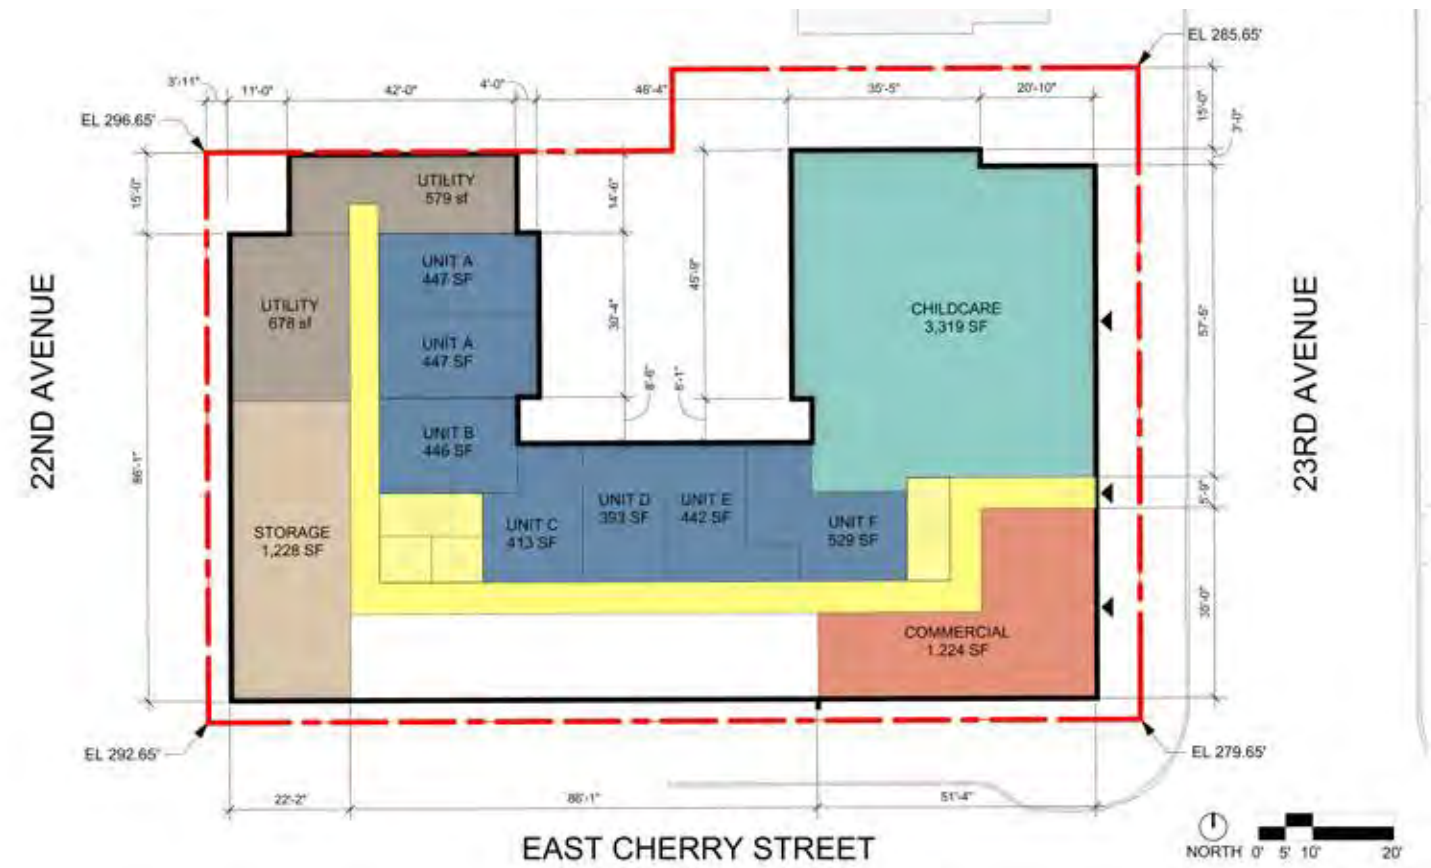 EL 285.65'
3'-11"
11'-0"
42'-0"
4'-0"
46'-4"
35'-5"
20'-10"
15'-0"
3'-0"
EL 296.65'
15'-0"
UTILITY
579 sf
14'-6"
UNIT A
447 SF
45'-9"
UTILITY
678 sf
30'-4"
CHILDCARE
3,319 SF
57'-6"
22ND AVENUE
23RD AVENUE
UNIT A
447 SF
8'-6"
8'-1"
UNIT B
446 SF
86'-1"
5'-9"
STORAGE
1,228 SF
UNIT C
413 SF
UNIT D
393 SF
UNIT E
442 SF
UNIT F
529 SF
35'-0"
COMMERCIAL
1,224 SF
EL 292.65'
EL 279.65'
22'-2"
86'-1"
51'-4"
EAST CHERRY STREET
NORTH
0' 5' 10' 20'